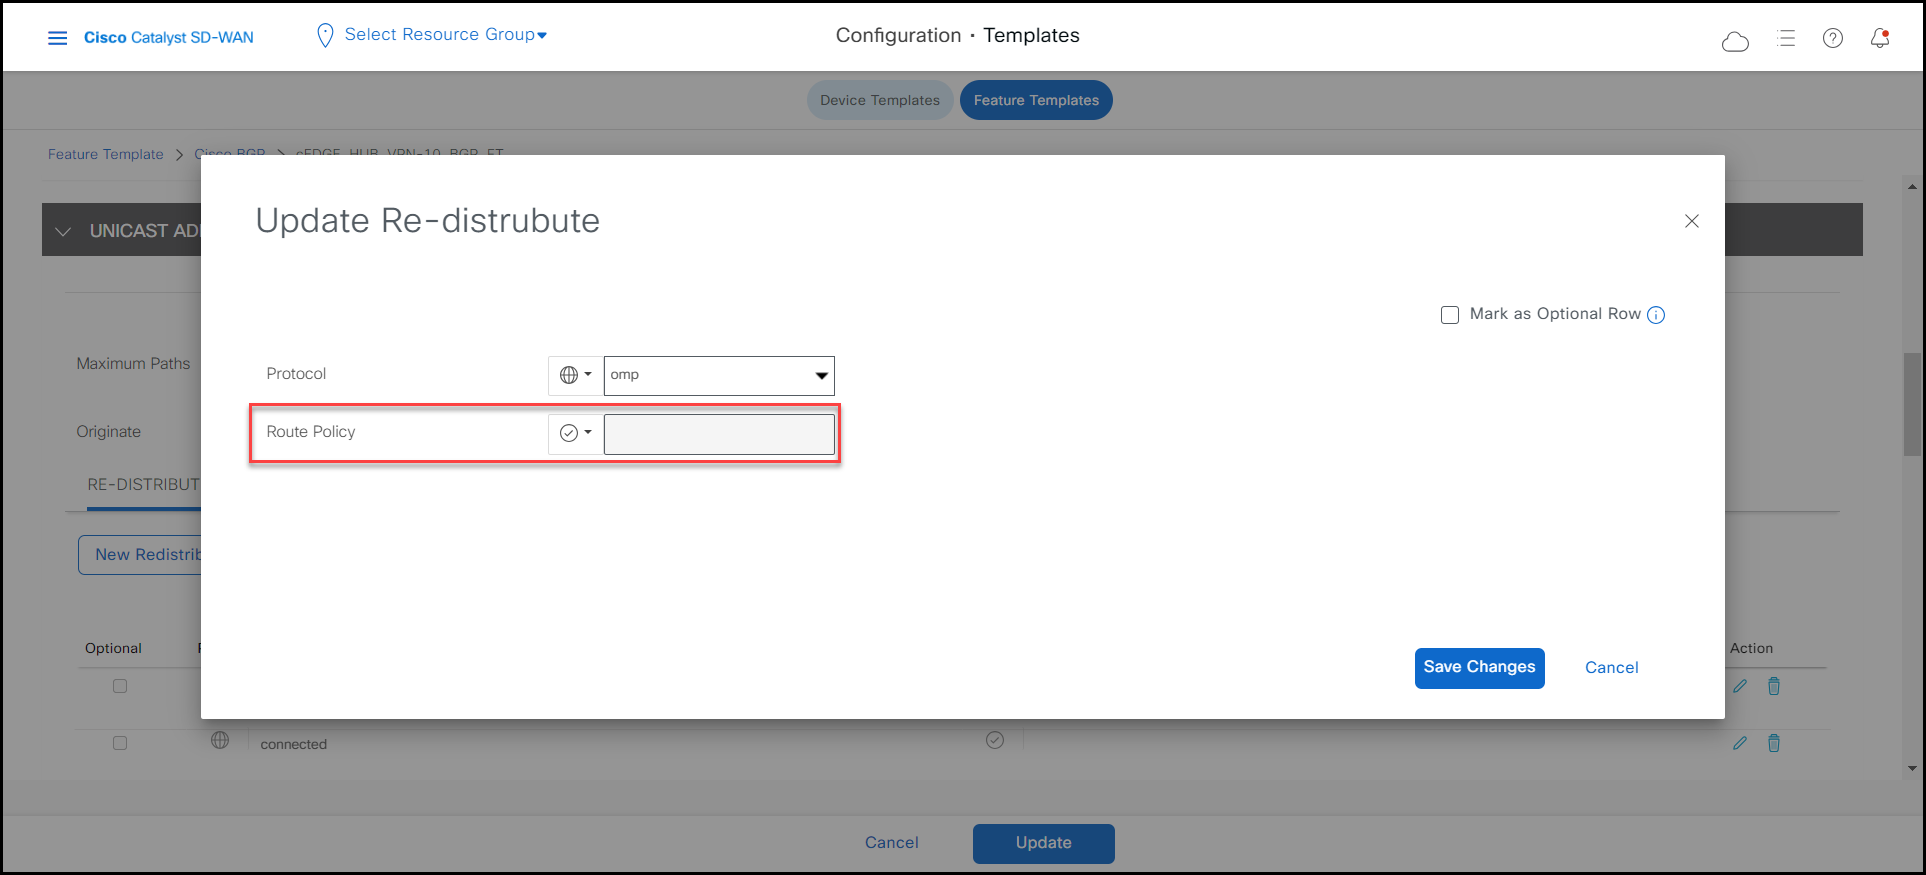 Cisco Catalyst SD-WAN
Select Resource Group
Configuration · Templates
Device Templates
Feature Templates
Feature Template > Cisco BGP > cEDGE_HUB_VPN-10_BGP_FT
UNICAST AD
Update Re-distrubute
Mark as Optional Row
Maximum Paths
Protocol
omp
Originate
Route Policy
RE-DISTRIBUT
New Redistrib
Optional
Action
Save Changes
Cancel
connected
Cancel
Update